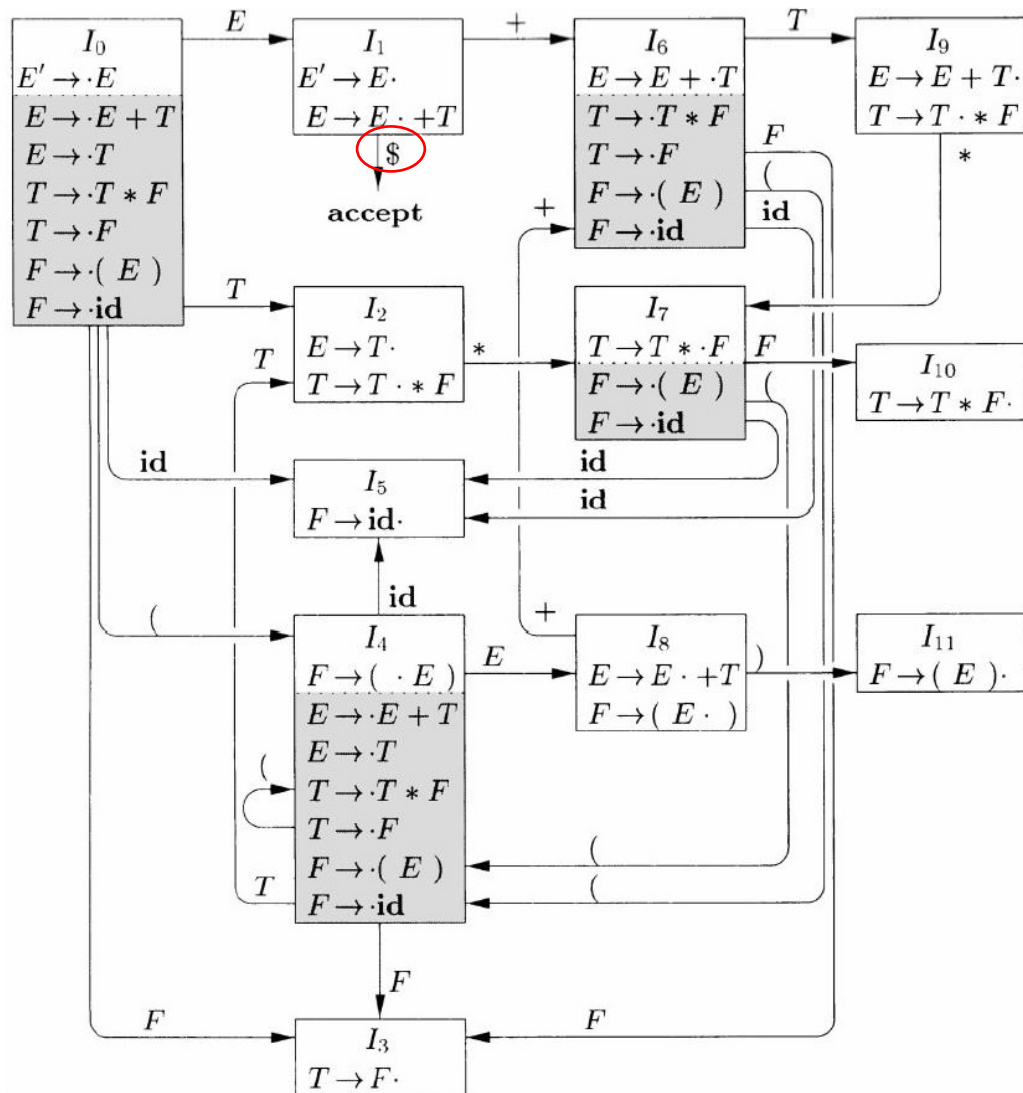 I₀
E' → ·E
E → ·E + T
E → ·T
T → ·T * F
T → ·F
F → ·( E )
F → ·id
E
I₁
E' → E·
E → E · +T
$
accept
+
I₆
E → E + ·T
T → ·T * F
T → ·F
F → ·( E )
F → ·id
T
I₉
E → E + T·
T → T · * F
F
(
id
*
+
T
I₂
E → T·
T → T · * F
T
*
I₇
T → T * ·F
F → ·( E )
F → ·id
F
(
I₁₀
T → T * F·
id
I₅
F → id·
id
id
id
(
I₄
F → ( · E )
E → ·E + T
E → ·T
T → ·T * F
T → ·F
F → ·( E )
F → ·id
E
+
I₈
E → E · +T
F → ( E · )
)
I₁₁
F → ( E ) ·
(
T
(
(
F
F
F
I₃
T → F·